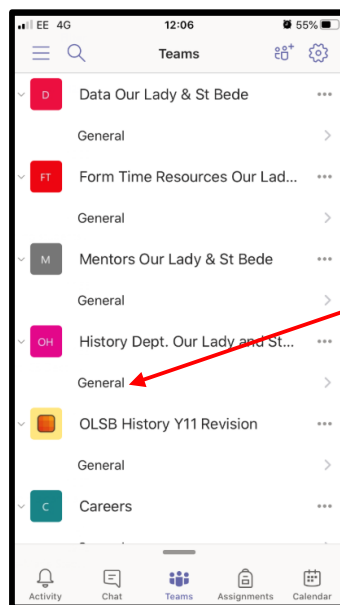 EE 4G 12:06 55%
Teams
D Data Our Lady & St Bede
General
FT Form Time Resources Our Lad...
General
M Mentors Our Lady & St Bede
General
OH History Dept. Our Lady and St...
General
OLSB History Y11 Revision
General
C Careers
Activity Chat Teams Assignments Calendar